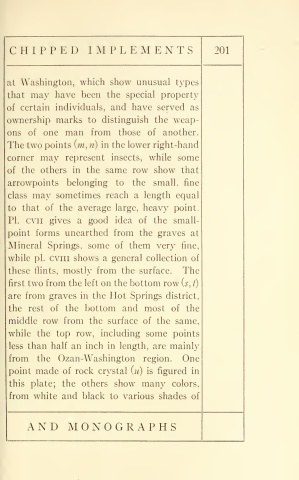 CHIPPED IMPLEMENTS 201
at Washington, which show unusual types
that may have been the special property
of certain individuals, and have served as
ownership marks to distinguish the weap-
ons of one man from those of another.
The two points (m, n) in the lower right-hand
corner may represent insects, while some
of the others in the same row show that
arrowpoints belonging to the small, fine
class may sometimes reach a length equal
to that of the average large, heavy point.
Pl. CVII gives a good idea of the small-
point forms unearthed from the graves at
Mineral Springs, some of them very fine,
while pl. CVIII shows a general collection of
these flints, mostly from the surface. The
first two from the left on the bottom row (s, t)
are from graves in the Hot Springs district,
the rest of the bottom and most of the
middle row from the surface of the same,
while the top row, including some points
less than half an inch in length, are mainly
from the Ozan-Washington region. One
point made of rock crystal (u) is figured in
this plate; the others show many colors,
from white and black to various shades of
AND MONOGRAPHS